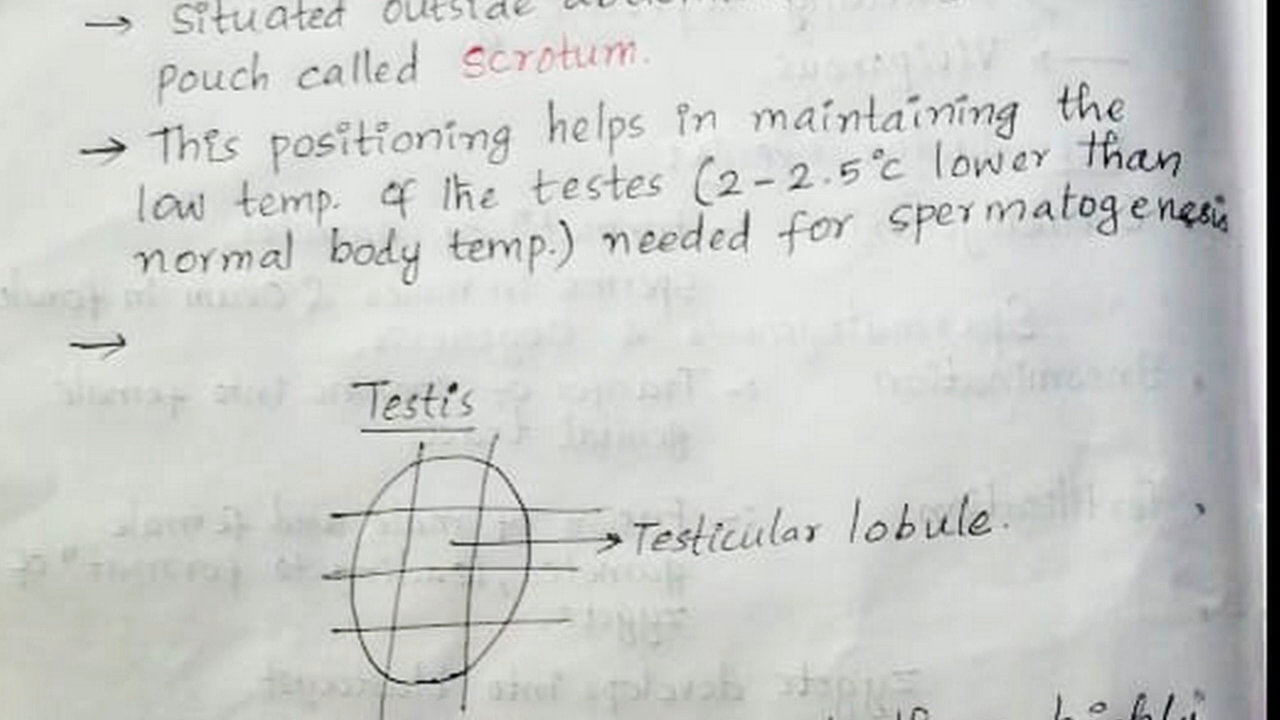 → Situated outside
pouch called scrotum.
→ This positioning helps in maintaining the
low temp. of the testes (2-2.5°c lower than
normal body temp.) needed for spermatogenesis
→
Testis
→ Testicular lobule.